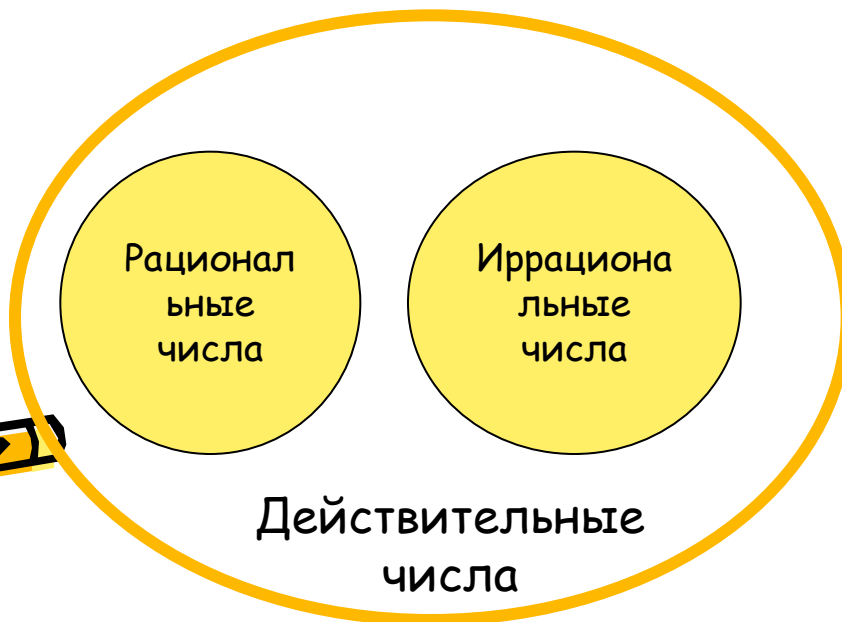 Рационал
ьные
числа
Иррациона
льные
числа
Действительные
числа